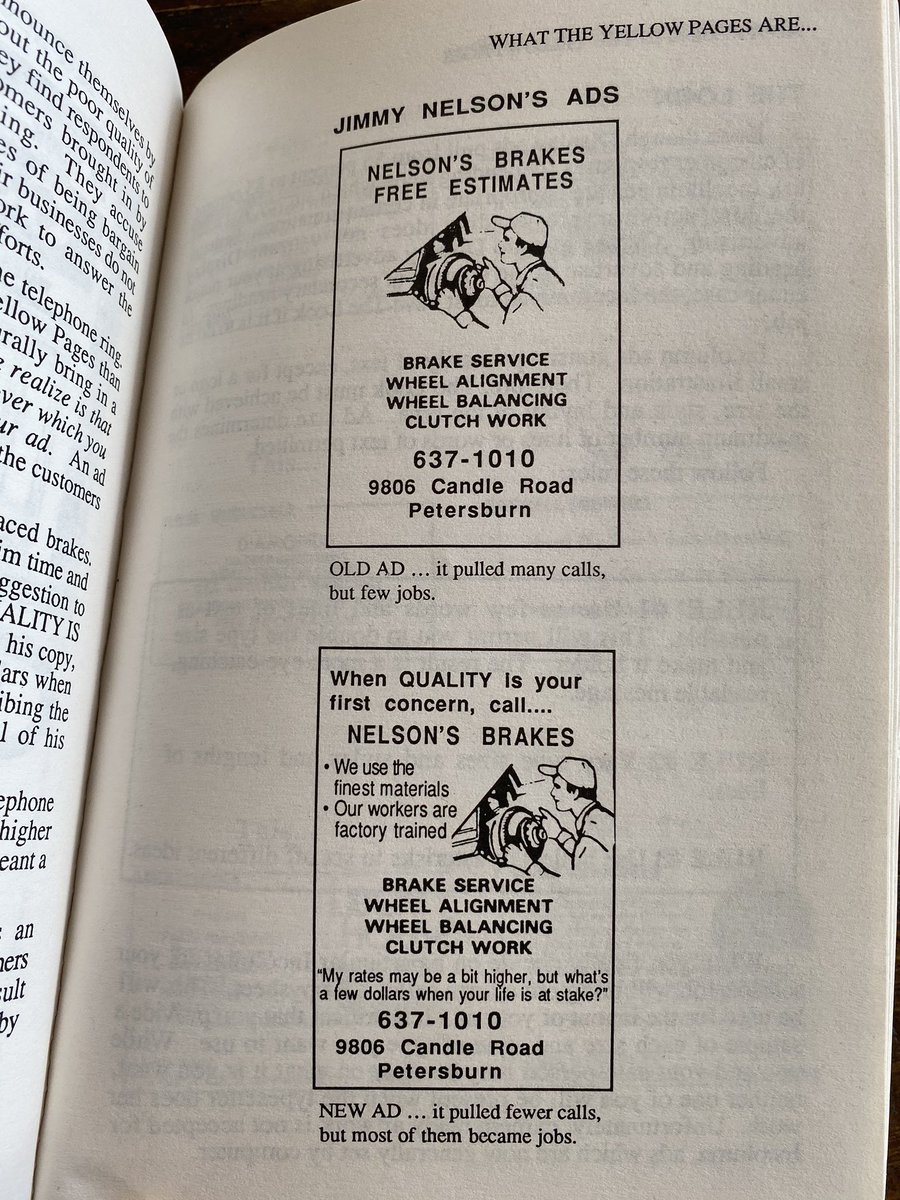 nnounce themselves by
out the poor quality of
ey find respondents to
omers brought in by
ing. They accuse
es of being bargain
ir businesses do not
ork to answer the
fforts.
e telephone ring.
ellow Pages than
urally bring in a
t realize is that
ver which you
ur ad. An ad
the customers
aced brakes.
im time and
ggestion to
ALITY IS
his copy,
lars when
ibing the
l of his
ephone
higher
eant a
an
ners
sult
by
WHAT THE YELLOW PAGES ARE...
JIMMY NELSON'S ADS
NELSON'S BRAKES
FREE ESTIMATES
BRAKE SERVICE
WHEEL ALIGNMENT
WHEEL BALANCING
CLUTCH WORK
637-1010
9806 Candle Road
Petersburn
OLD AD ... it pulled many calls,
but few jobs.
When QUALITY is your
first concern, call....
NELSON'S BRAKES
• We use the
finest materials
• Our workers are
factory trained
BRAKE SERVICE
WHEEL ALIGNMENT
WHEEL BALANCING
CLUTCH WORK
"My rates may be a bit higher, but what's
a few dollars when your life is at stake?"
637-1010
9806 Candle Road
Petersburn
NEW AD ... it pulled fewer calls,
but most of them became jobs.